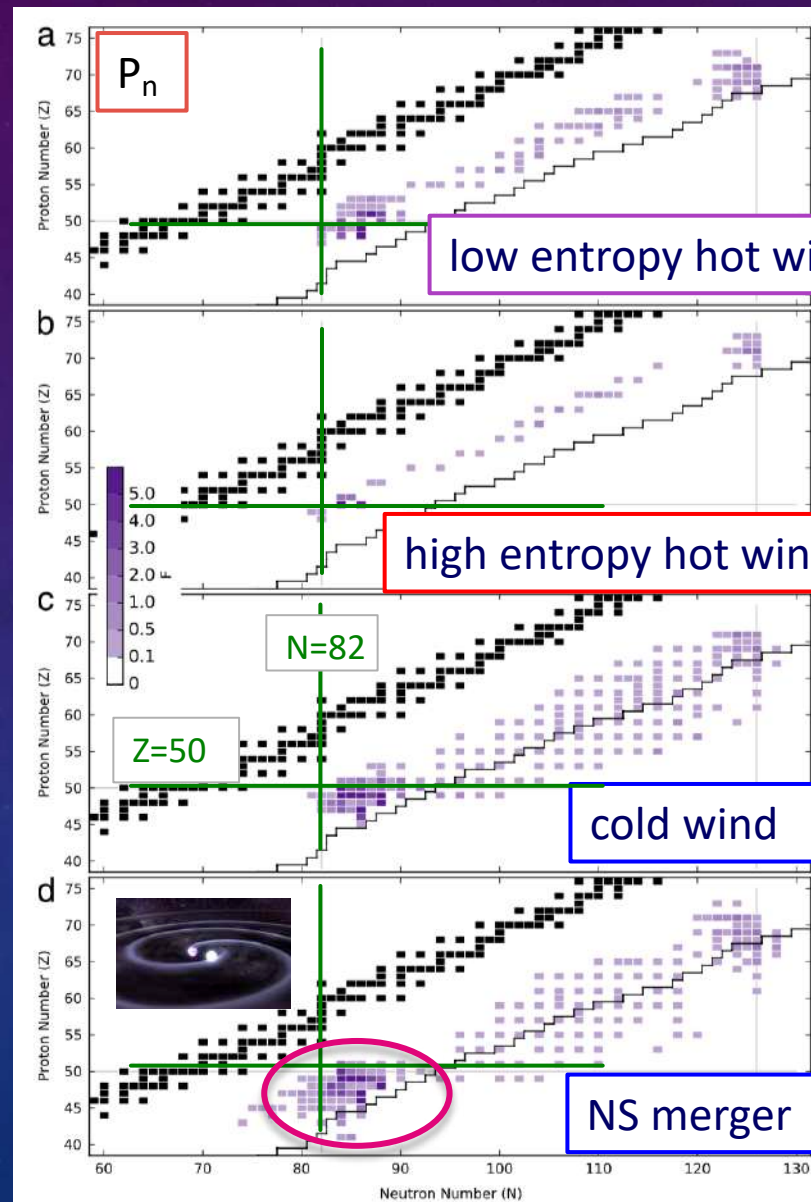 a
75
70
65
60
55
50
45
40
Proton Number (Z)
Pn
low entropy hot wi
b
75
70
65
60
55
50
45
40
Proton Number (Z)
5.0
4.0
3.0
2.0
1.0
0.5
0.1
0
F
high entropy hot win
c
75
70
65
60
55
50
45
40
Proton Number (Z)
N=82
Z=50
cold wind
d
75
70
65
60
55
50
45
40
Proton Number (Z)
NS merger
60 70 80 90 100 110 120 130
Neutron Number (N)